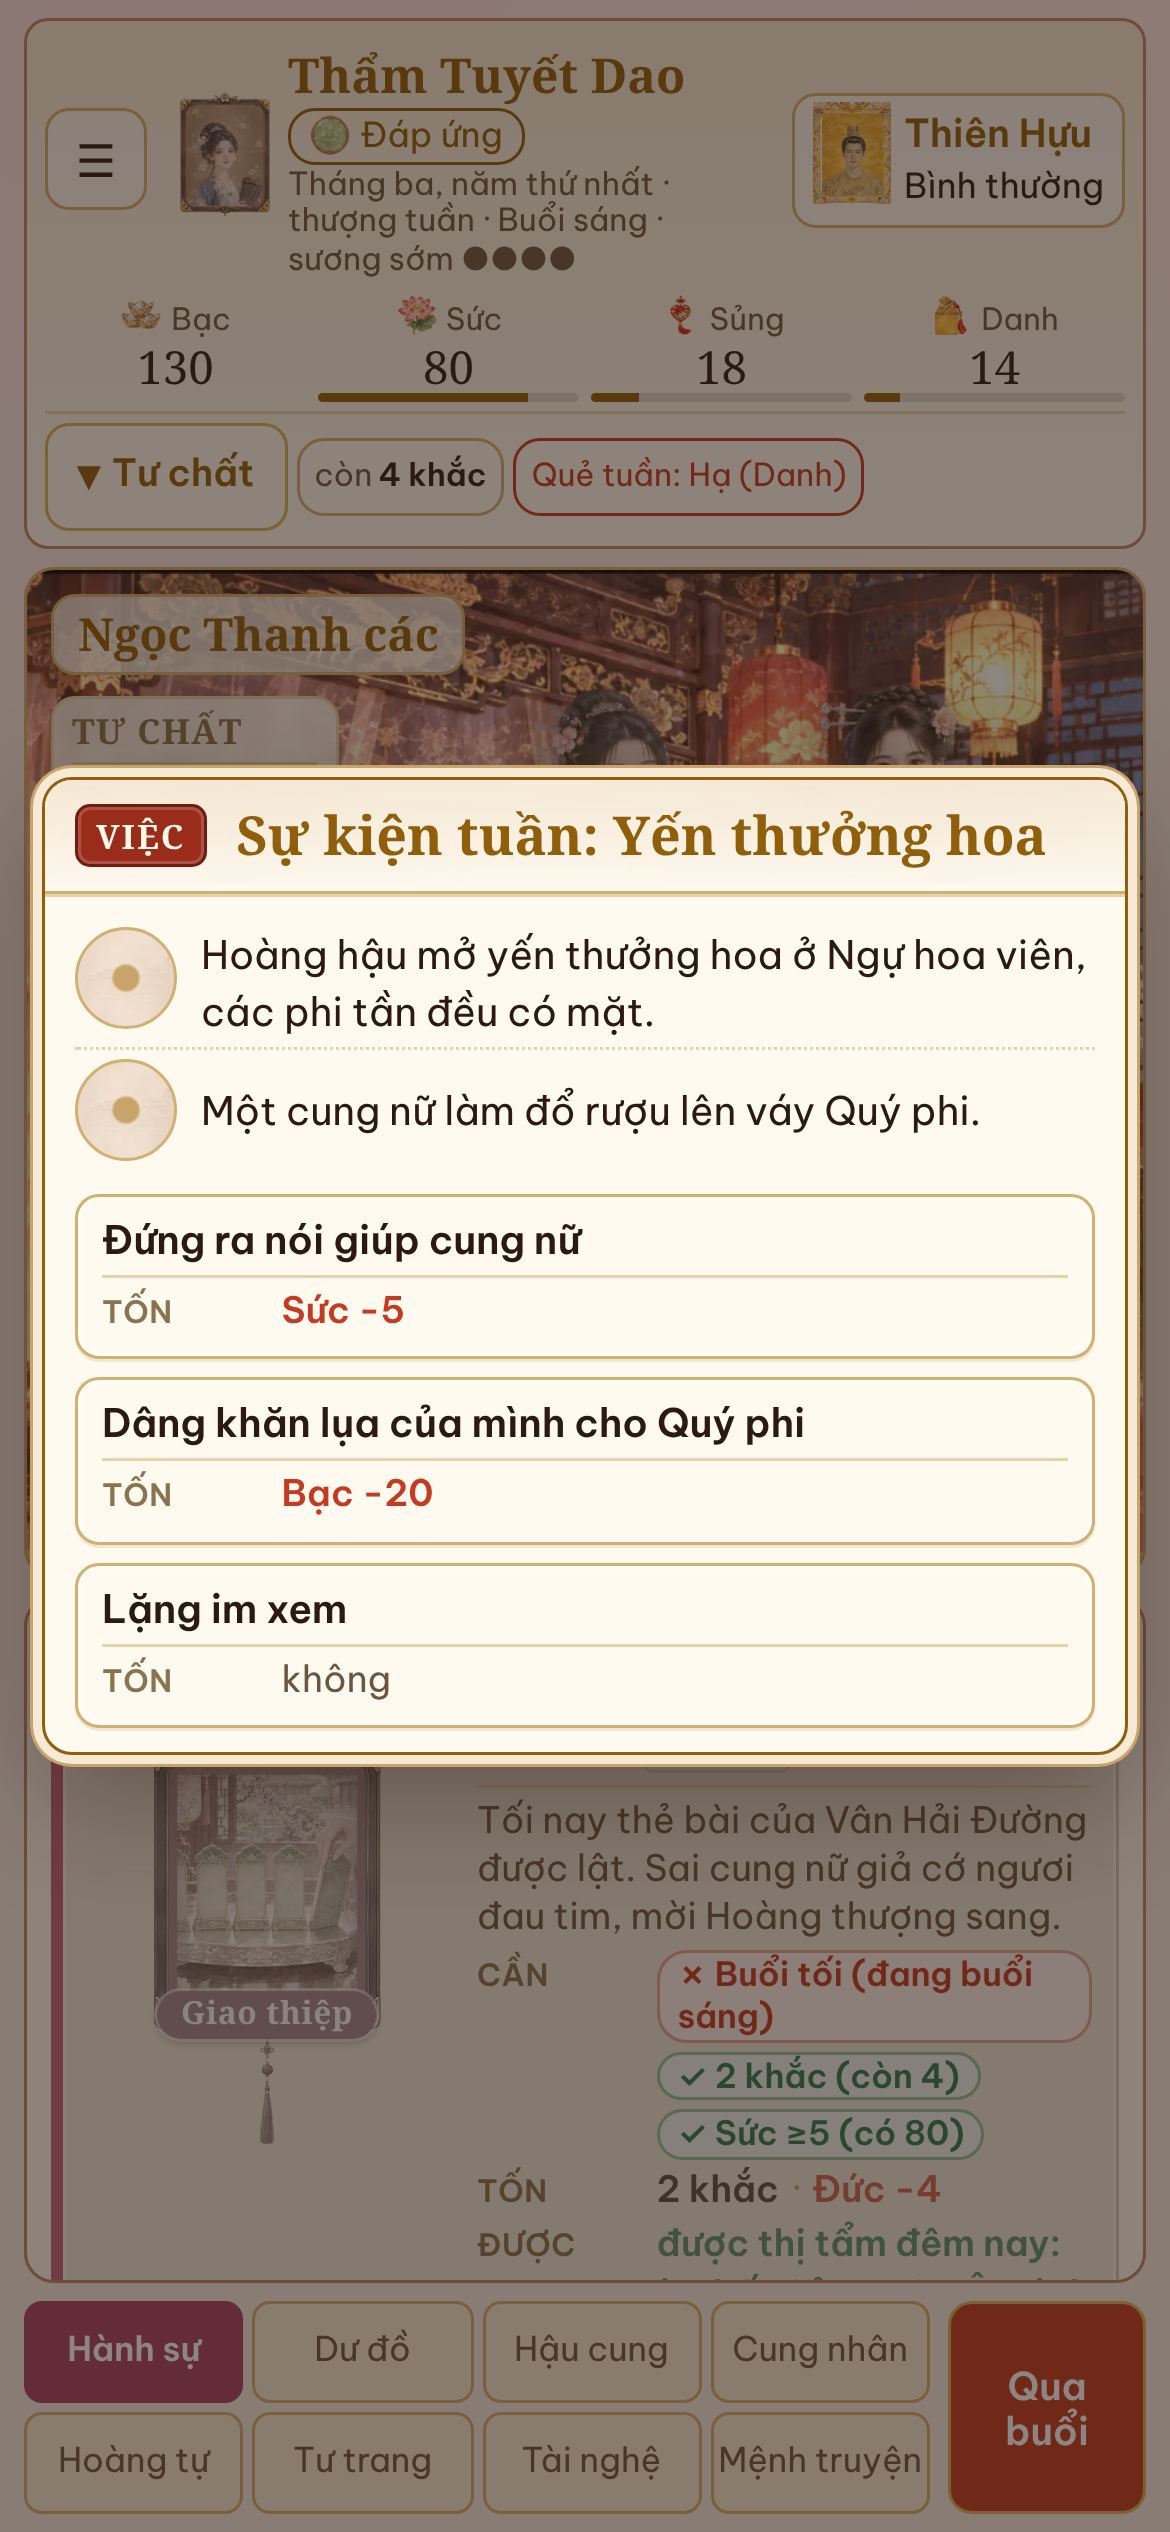 Thẩm Tuyết Dao
Đáp ứng
Tháng ba, năm thứ nhất ·
thượng tuần · Buổi sáng ·
sương sớm ●●●●
Thiên Hựu
Bình thường
☰
Bạc
130
Sức
80
Sủng
18
Danh
14
▼ Tư chất
còn 4 khắc
Quẻ tuần: Hạ (Danh)
Ngọc Thanh các
TƯ CHẤT
VIỆC
Sự kiện tuần: Yến thưởng hoa
Hoàng hậu mở yến thưởng hoa ở Ngự hoa viên,
các phi tần đều có mặt.
Một cung nữ làm đổ rượu lên váy Quý phi.
Đứng ra nói giúp cung nữ
TỐN Sức -5
Dâng khăn lụa của mình cho Quý phi
TỐN Bạc -20
Lặng im xem
TỐN không
Giao thiệp
Tối nay thẻ bài của Vân Hải Đường
được lật. Sai cung nữ giả cớ ngươi
đau tim, mời Hoàng thượng sang.
CẦN
× Buổi tối (đang buổi
sáng)
✓ 2 khắc (còn 4)
✓ Sức ≥5 (có 80)
TỐN 2 khắc · Đức -4
ĐƯỢC được thị tẩm đêm nay:
Hành sự
Dư đồ
Hậu cung
Cung nhân
Hoàng tự
Tư trang
Tài nghệ
Mệnh truyện
Qua
buổi